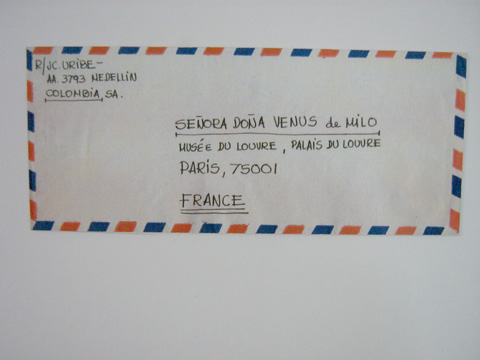 R/JC. URIBE-
AA. 3793 MEDELLIN
COLOMBIA, SA.
SEÑORA DOÑA VENUS de MILO
MUSÉE DU LOUVRE, PALAIS DU LOUVRE
PARIS, 75001
FRANCE